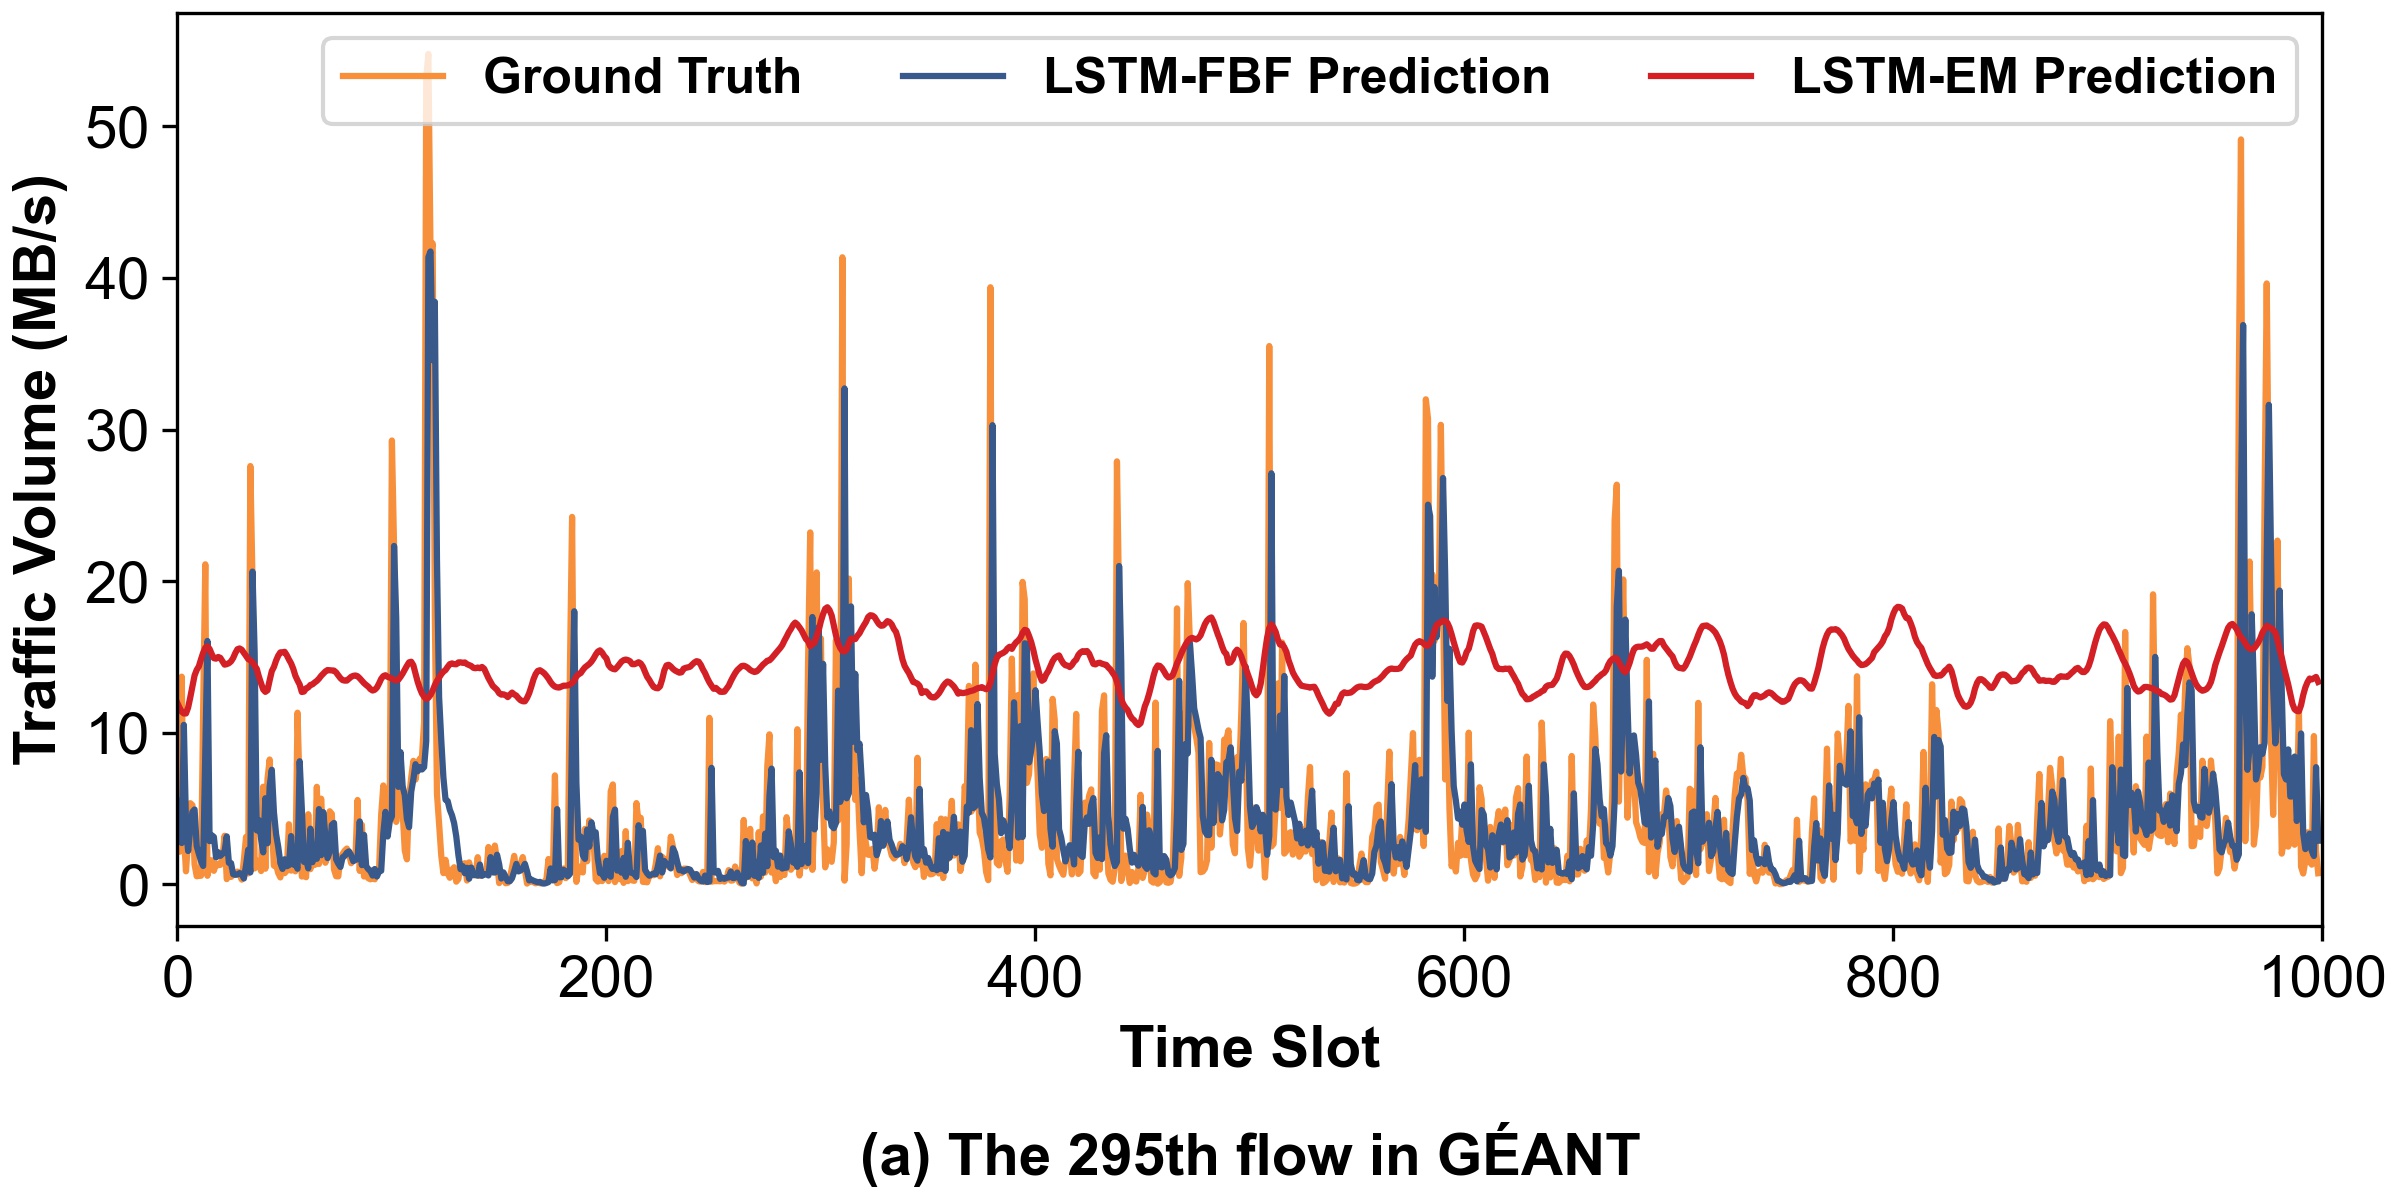 Ground Truth LSTM-FBF Prediction LSTM-EM Prediction
Traffic Volume (MB/s)
50
40
30
20
10
0
0 200 400 600 800 1000
Time Slot
(a) The 295th flow in GÉANT